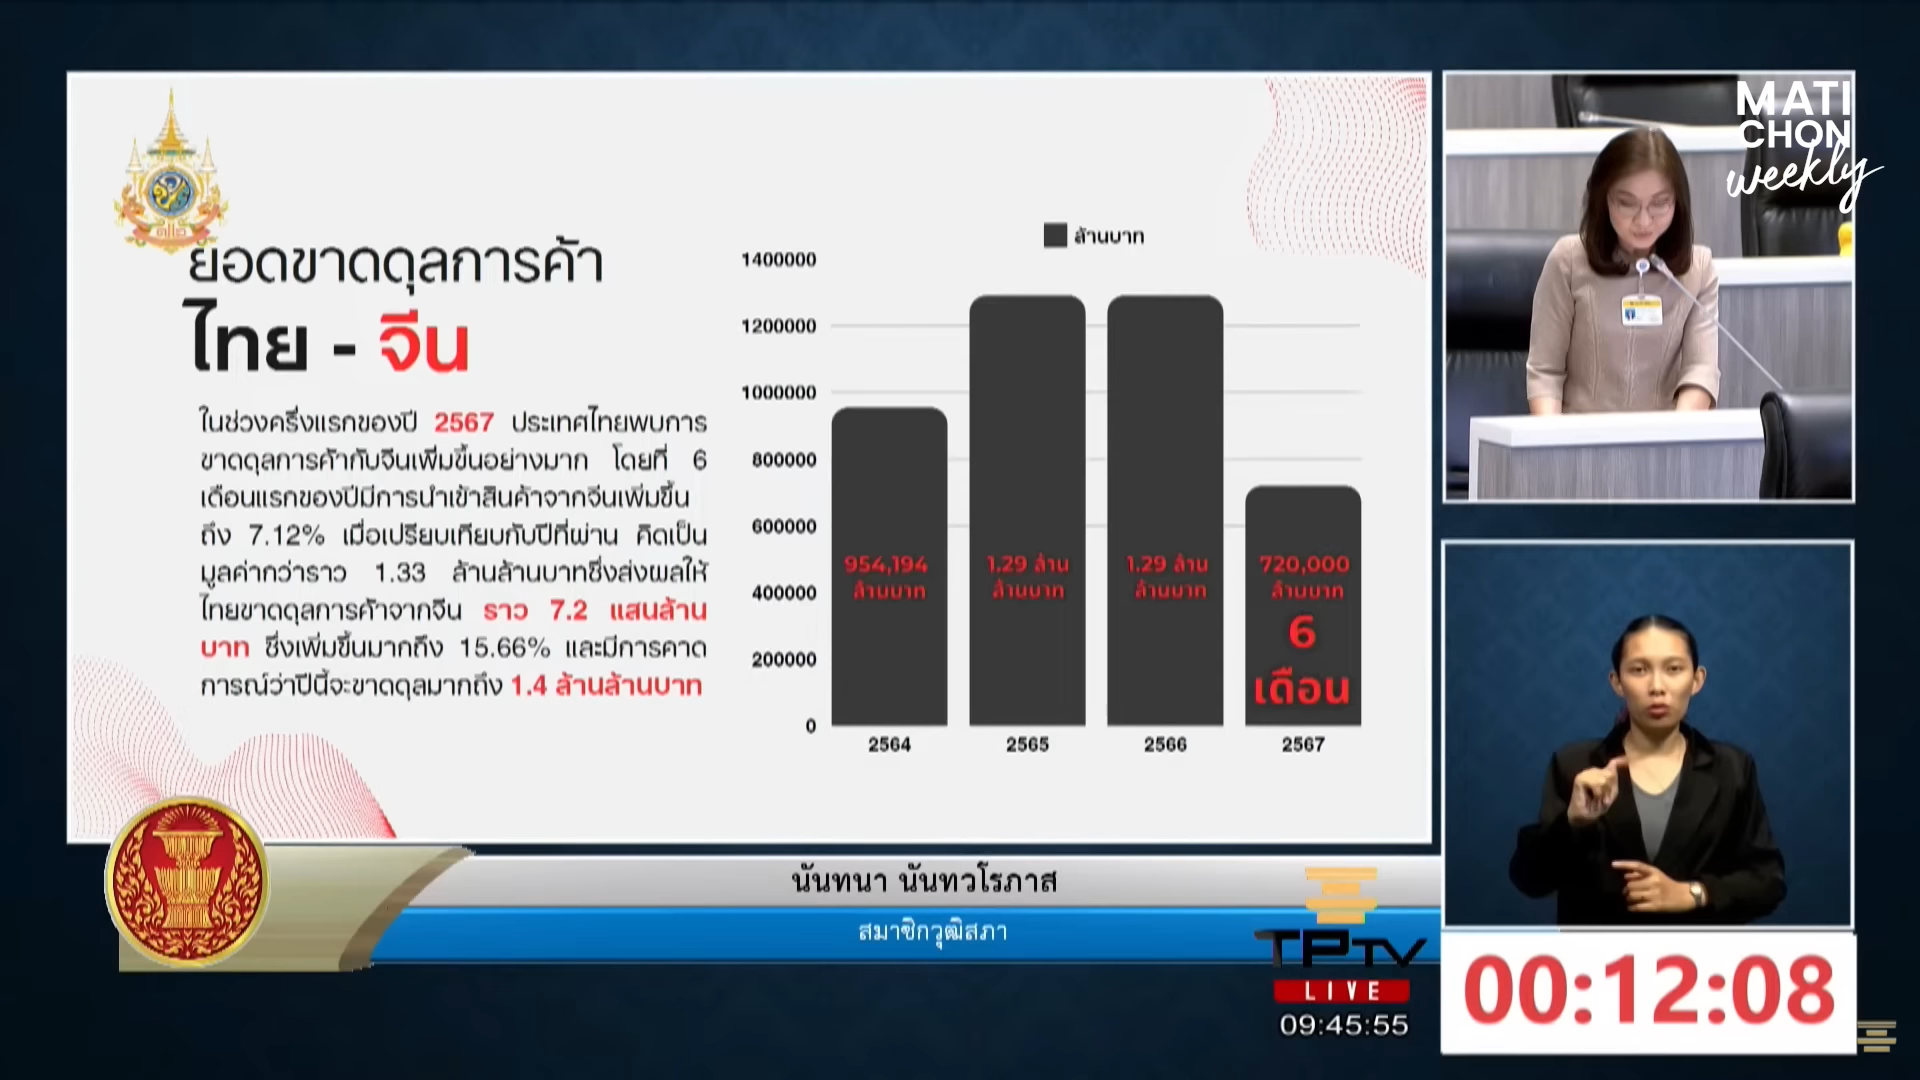 MATI
CHON
weekly
๗๒
ยอดขาดดุลการค้า
ไทย - จีน
ในช่วงครึ่งแรกของปี 2567 ประเทศไทยพบการ
ขาดดุลการค้ากับจีนเพิ่มขึ้นอย่างมาก โดยที่ 6
เดือนแรกของปีมีการนำเข้าสินค้าจากจีนเพิ่มขึ้น
ถึง 7.12% เมื่อเปรียบเทียบกับปีที่ผ่าน คิดเป็น
มูลค่ากว่าราว 1.33 ล้านล้านบาทซึ่งส่งผลให้
ไทยขาดดุลการค้าจากจีน ราว 7.2 แสนล้าน
บาท ซึ่งเพิ่มขึ้นมากถึง 15.66% และมีการคาด
การณ์ว่าปีนี้จะขาดดุลมากถึง 1.4 ล้านล้านบาท
ล้านบาท
1400000
1200000
1000000
800000
600000
400000
200000
0
954,194
ล้านบาท
1.29 ล้าน
ล้านบาท
1.29 ล้าน
ล้านบาท
720,000
ล้านบาท
6
เดือน
2564
2565
2566
2567
นันทนา นันทวโรภาส
สมาชิกวุฒิสภา
TPTV
LIVE
09:45:55
00:12:08